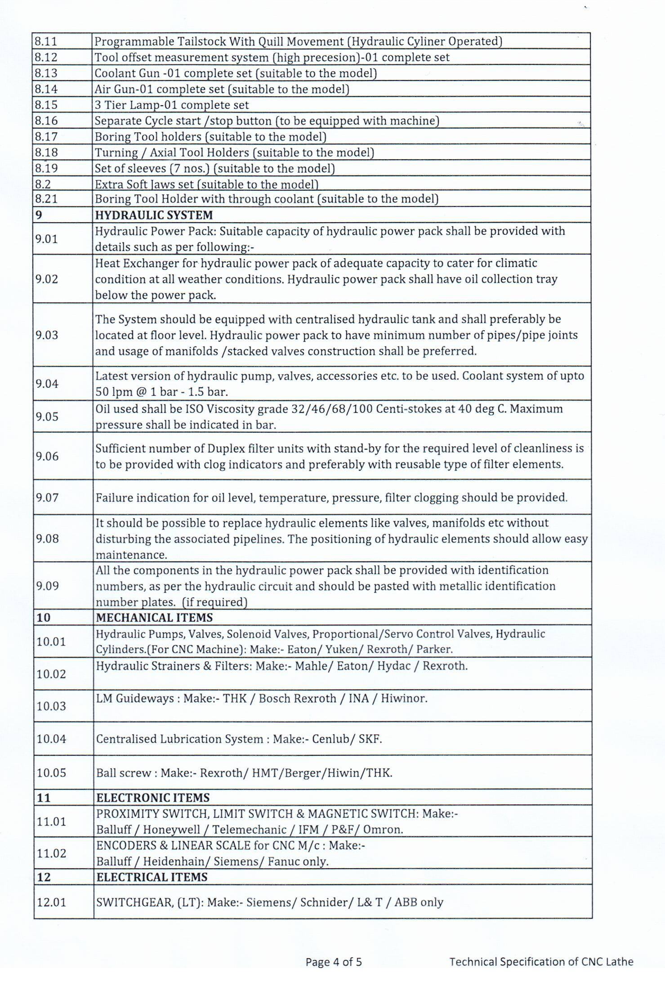 8.11 Programmable Tailstock With Quill Movement (Hydraulic Cyliner Operated)
8.12 Tool offset measurement system (high precesion)-01 complete set
8.13 Coolant Gun -01 complete set (suitable to the model)
8.14 Air Gun-01 complete set (suitable to the model)
8.15 3 Tier Lamp-01 complete set
8.16 Separate Cycle start /stop button (to be equipped with machine)
8.17 Boring Tool holders (suitable to the model)
8.18 Turning / Axial Tool Holders (suitable to the model)
8.19 Set of sleeves (7 nos.) (suitable to the model)
8.2 Extra Soft Jaws set (suitable to the model)
8.21 Boring Tool Holder with through coolant (suitable to the model)
9 HYDRAULIC SYSTEM
9.01 Hydraulic Power Pack: Suitable capacity of hydraulic power pack shall be provided with
details such as per following:-
9.02 Heat Exchanger for hydraulic power pack of adequate capacity to cater for climatic
condition at all weather conditions. Hydraulic power pack shall have oil collection tray
below the power pack.
9.03 The System should be equipped with centralised hydraulic tank and shall preferably be
located at floor level. Hydraulic power pack to have minimum number of pipes/pipe joints
and usage of manifolds /stacked valves construction shall be preferred.
9.04 Latest version of hydraulic pump, valves, accessories etc. to be used. Coolant system of upto
50 lpm @ 1 bar - 1.5 bar.
9.05 Oil used shall be ISO Viscosity grade 32/46/68/100 Centi-stokes at 40 deg C. Maximum
pressure shall be indicated in bar.
9.06 Sufficient number of Duplex filter units with stand-by for the required level of cleanliness is
to be provided with clog indicators and preferably with reusable type of filter elements.
9.07 Failure indication for oil level, temperature, pressure, filter clogging should be provided.
9.08 It should be possible to replace hydraulic elements like valves, manifolds etc without
disturbing the associated pipelines. The positioning of hydraulic elements should allow easy
maintenance.
9.09 All the components in the hydraulic power pack shall be provided with identification
numbers, as per the hydraulic circuit and should be pasted with metallic identification
number plates. (if required)
10 MECHANICAL ITEMS
10.01 Hydraulic Pumps, Valves, Solenoid Valves, Proportional/Servo Control Valves, Hydraulic
Cylinders.(For CNC Machine): Make:- Eaton/ Yuken/ Rexroth/ Parker.
10.02 Hydraulic Strainers & Filters: Make:- Mahle/ Eaton/ Hydac / Rexroth.
10.03 LM Guideways : Make:- THK / Bosch Rexroth / INA / Hiwinor.
10.04 Centralised Lubrication System : Make:- Cenlub/ SKF.
10.05 Ball screw : Make:- Rexroth/ HMT/Berger/Hiwin/THK.
11 ELECTRONIC ITEMS
11.01 PROXIMITY SWITCH, LIMIT SWITCH & MAGNETIC SWITCH: Make:-
Balluff / Honeywell / Telemechanic / IFM / P&F/ Omron.
11.02 ENCODERS & LINEAR SCALE for CNC M/c : Make:-
Balluff / Heidenhain/ Siemens/ Fanuc only.
12 ELECTRICAL ITEMS
12.01 SWITCHGEAR, (LT): Make:- Siemens/ Schnider/ L& T / ABB only
Page 4 of 5 Technical Specification of CNC Lathe